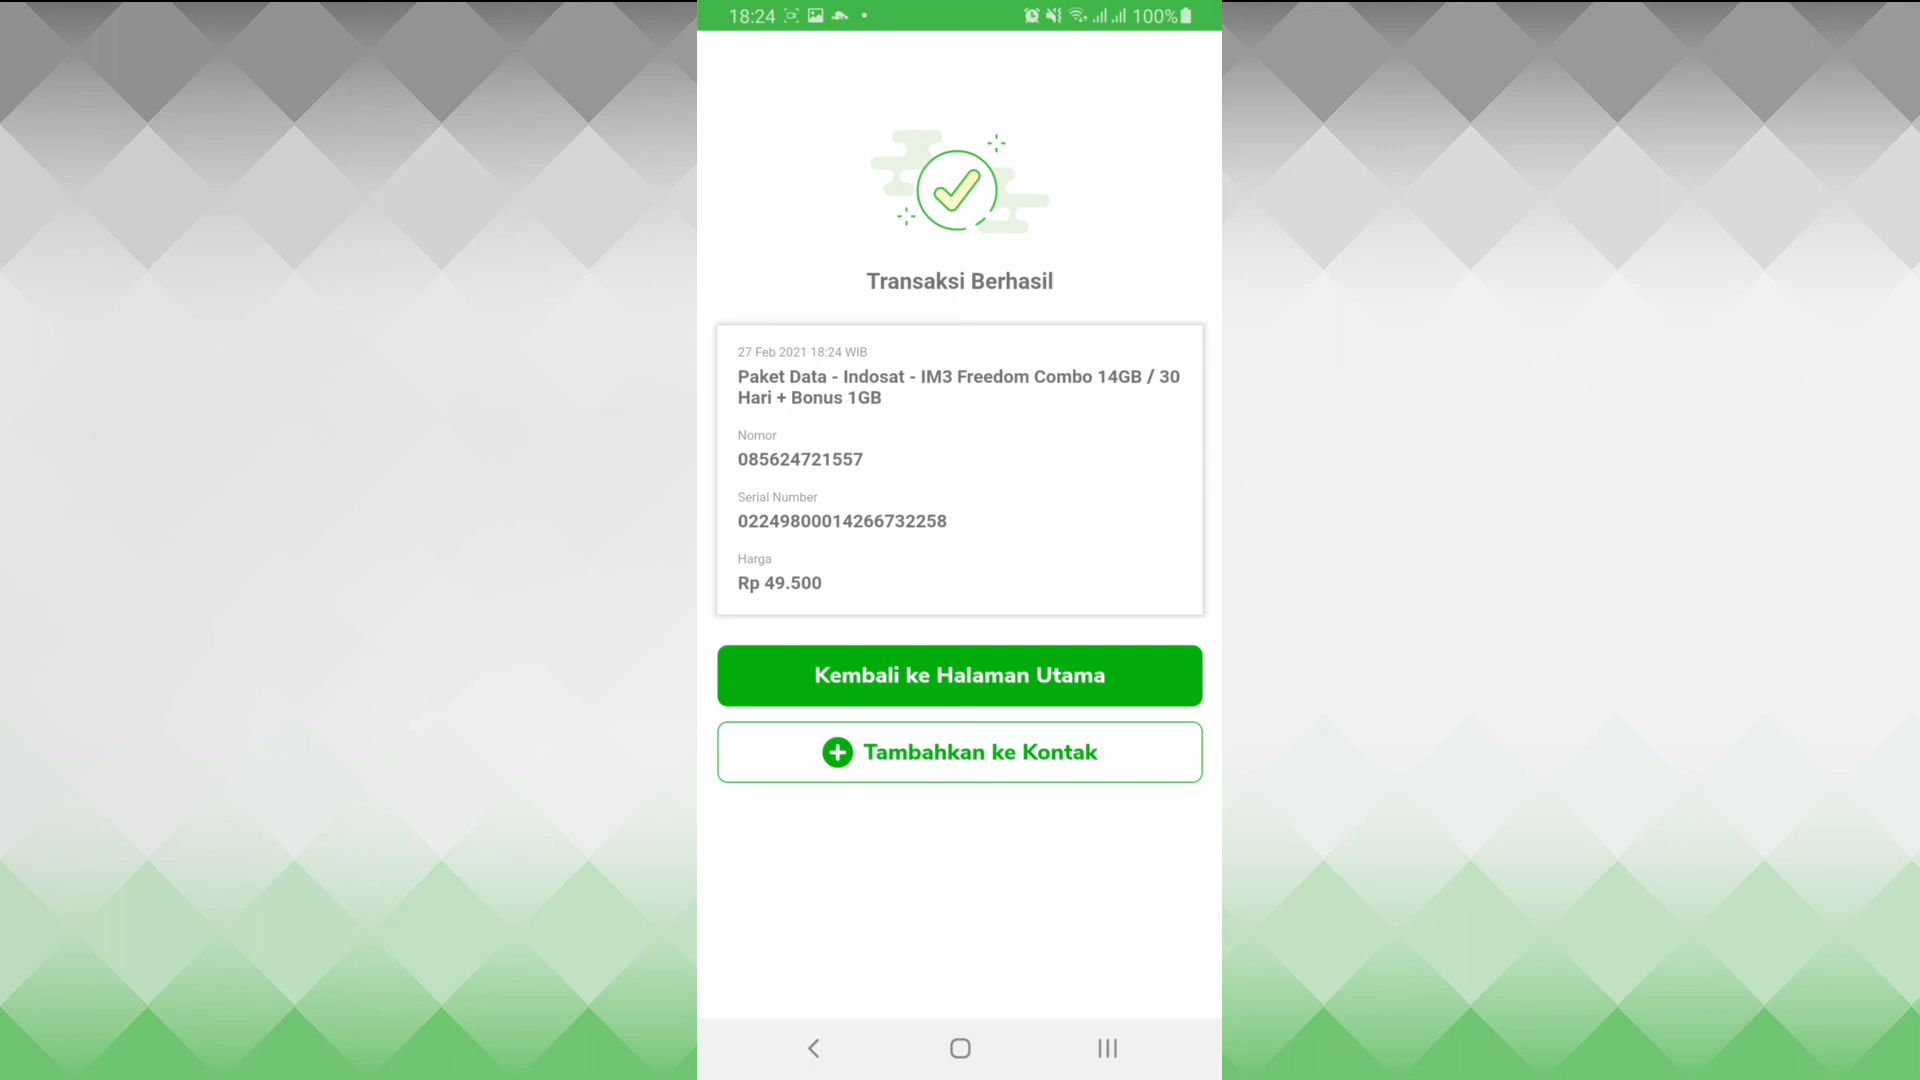 18:24
100%
Transaksi Berhasil
27 Feb 2021 18:24 WIB
Paket Data - Indosat - IM3 Freedom Combo 14GB / 30
Hari + Bonus 1GB
Nomor
085624721557
Serial Number
02249800014266732258
Harga
Rp 49.500
Kembali ke Halaman Utama
Tambahkan ke Kontak